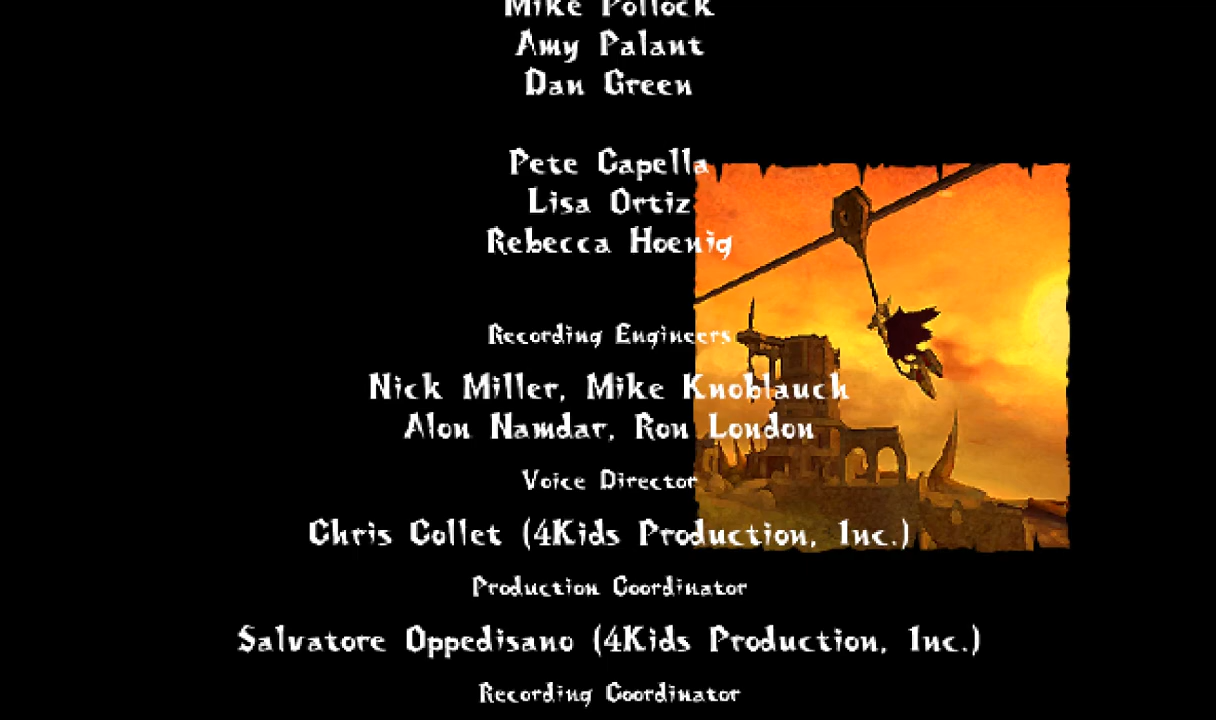 Mike Pollock
Amy Palant
Dan Green
Pete Capella
Lisa Ortiz
Rebecca Hoenig
Recording Engineers
Nick Miller, Mike Knoblauch
Alon Namdar, Ron London
Voice Director
Chris Collet (4Kids Production, Inc.)
Production Coordinator
Salvatore Oppedisano (4Kids Production, Inc.)
Recording Coordinator